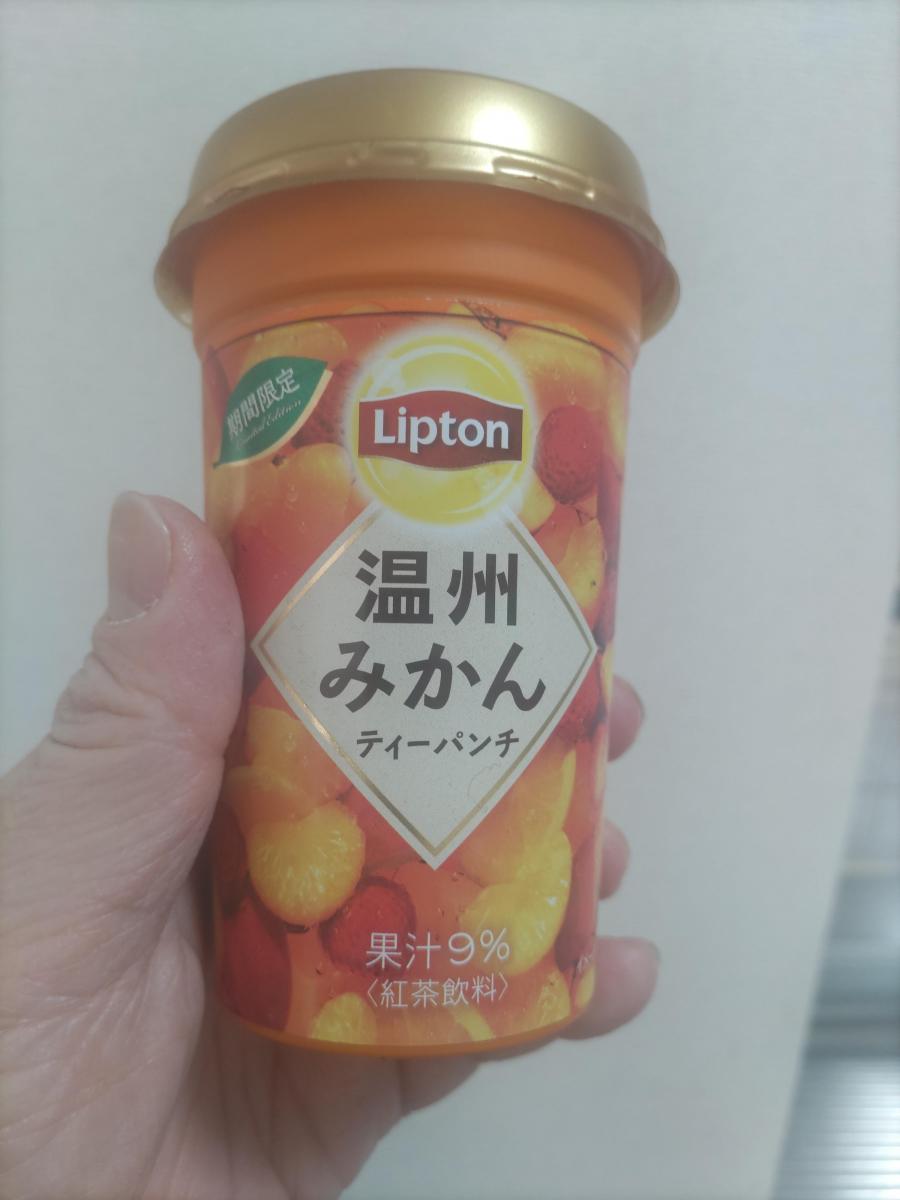 期間限定
Limited Edition
Lipton
温州
みかん
ティーパンチ
果汁9%
〈紅茶飲料〉